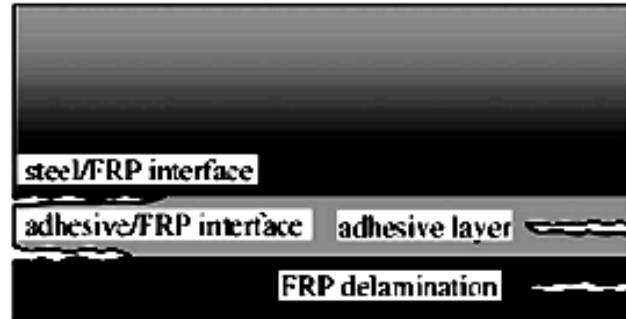 steel/FRP interface
adhesive/FRP interface
adhesive layer
FRP delamination